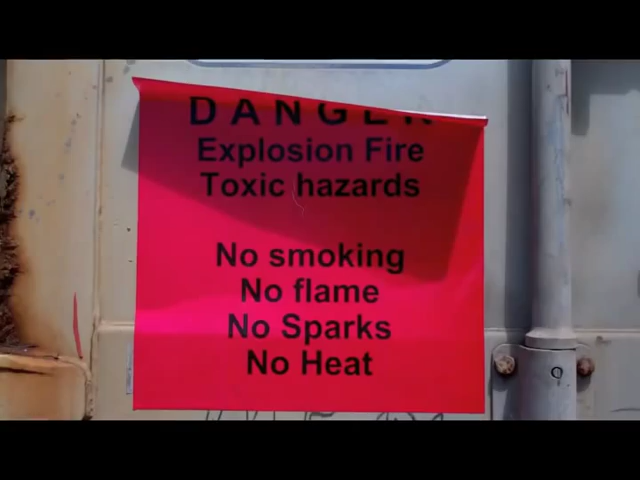 DANGER
Explosion Fire
Toxic hazards
No smoking
No flame
No Sparks
No Heat